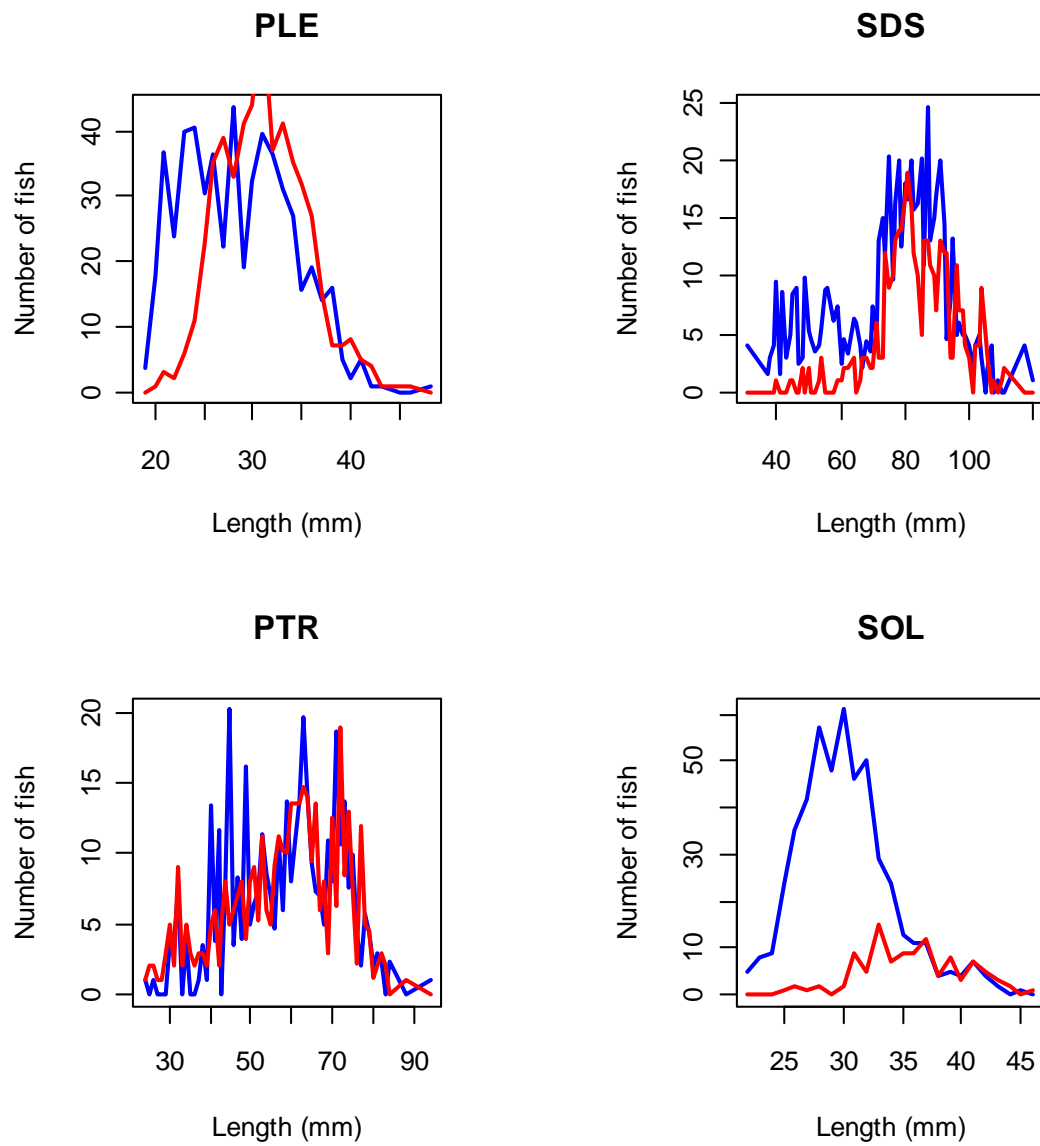 PLE
Number of fish
0 10 20 30 40
20 30 40
Length (mm)
SDS
Number of fish
0 5 10 15 20 25
40 60 80 100
Length (mm)
PTR
Number of fish
0 5 10 15 20
30 50 70 90
Length (mm)
SOL
Number of fish
0 10 30 50
25 30 35 40 45
Length (mm)